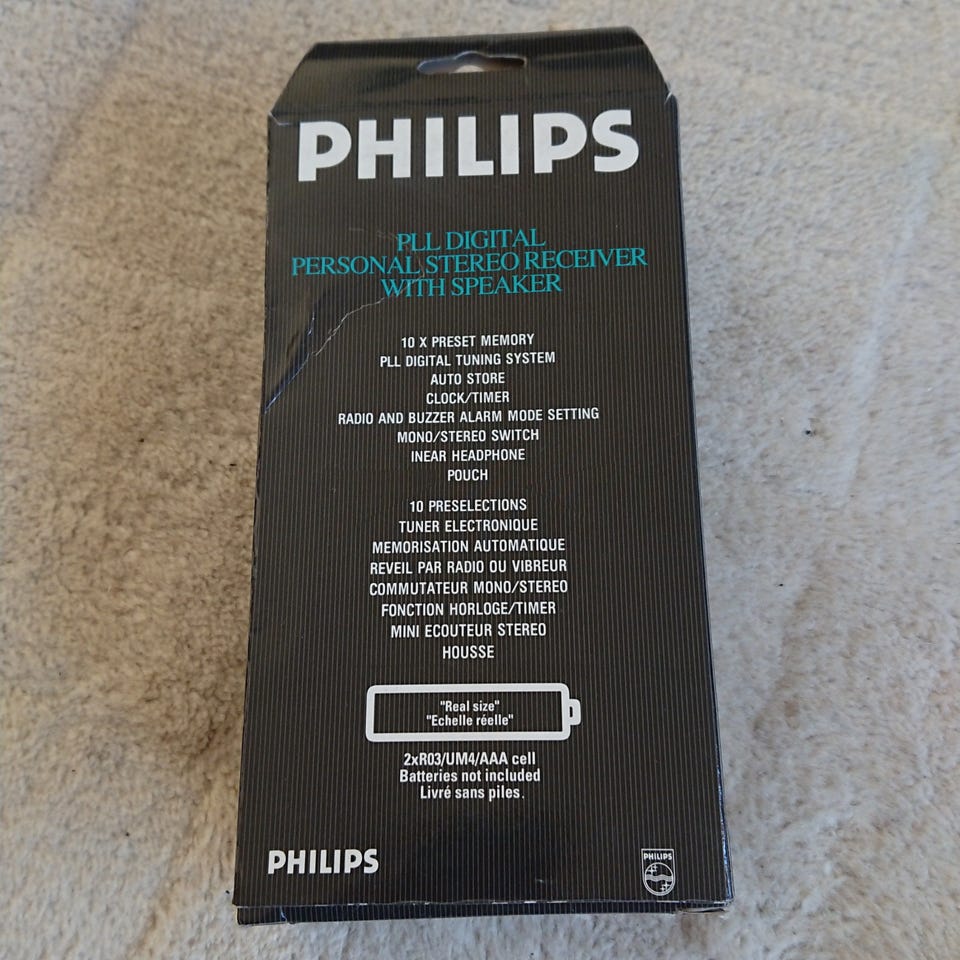 PHILIPS
PLL DIGITAL
PERSONAL STEREO RECEIVER
WITH SPEAKER
10 X PRESET MEMORY
PLL DIGITAL TUNING SYSTEM
AUTO STORE
CLOCK/TIMER
RADIO AND BUZZER ALARM MODE SETTING
MONO/STEREO SWITCH
INEAR HEADPHONE
POUCH
10 PRESELECTIONS
TUNER ELECTRONIQUE
MEMORISATION AUTOMATIQUE
REVEIL PAR RADIO OU VIBREUR
COMMUTATEUR MONO/STEREO
FONCTION HORLOGE/TIMER
MINI ECOUTEUR STEREO
HOUSSE
"Real size"
"Echelle réelle"
2xR03/UM4/AAA cell
Batteries not included
Livré sans piles.
PHILIPS
PHILIPS